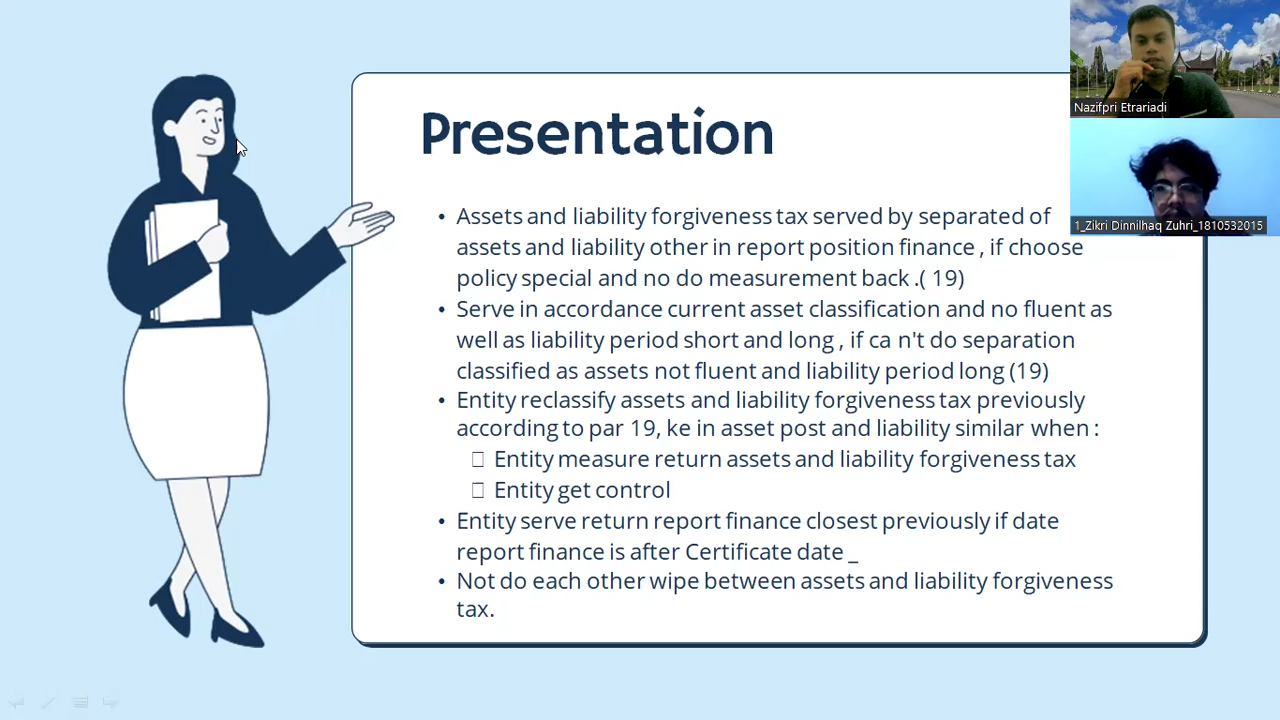 Presentation
• Assets and liability forgiveness tax served by separated of
assets and liability other in report position finance , if choose
policy special and no do measurement back .( 19)
• Serve in accordance current asset classification and no fluent as
well as liability period short and long , if ca n't do separation
classified as assets not fluent and liability period long (19)
• Entity reclassify assets and liability forgiveness tax previously
according to par 19, ke in asset post and liability similar when :
Entity measure return assets and liability forgiveness tax
Entity get control
• Entity serve return report finance closest previously if date
report finance is after Certificate date _
• Not do each other wipe between assets and liability forgiveness
tax.
Nazifpri Etrariadi
1_Zikri Dinnilhaq Zuhri_1810532015